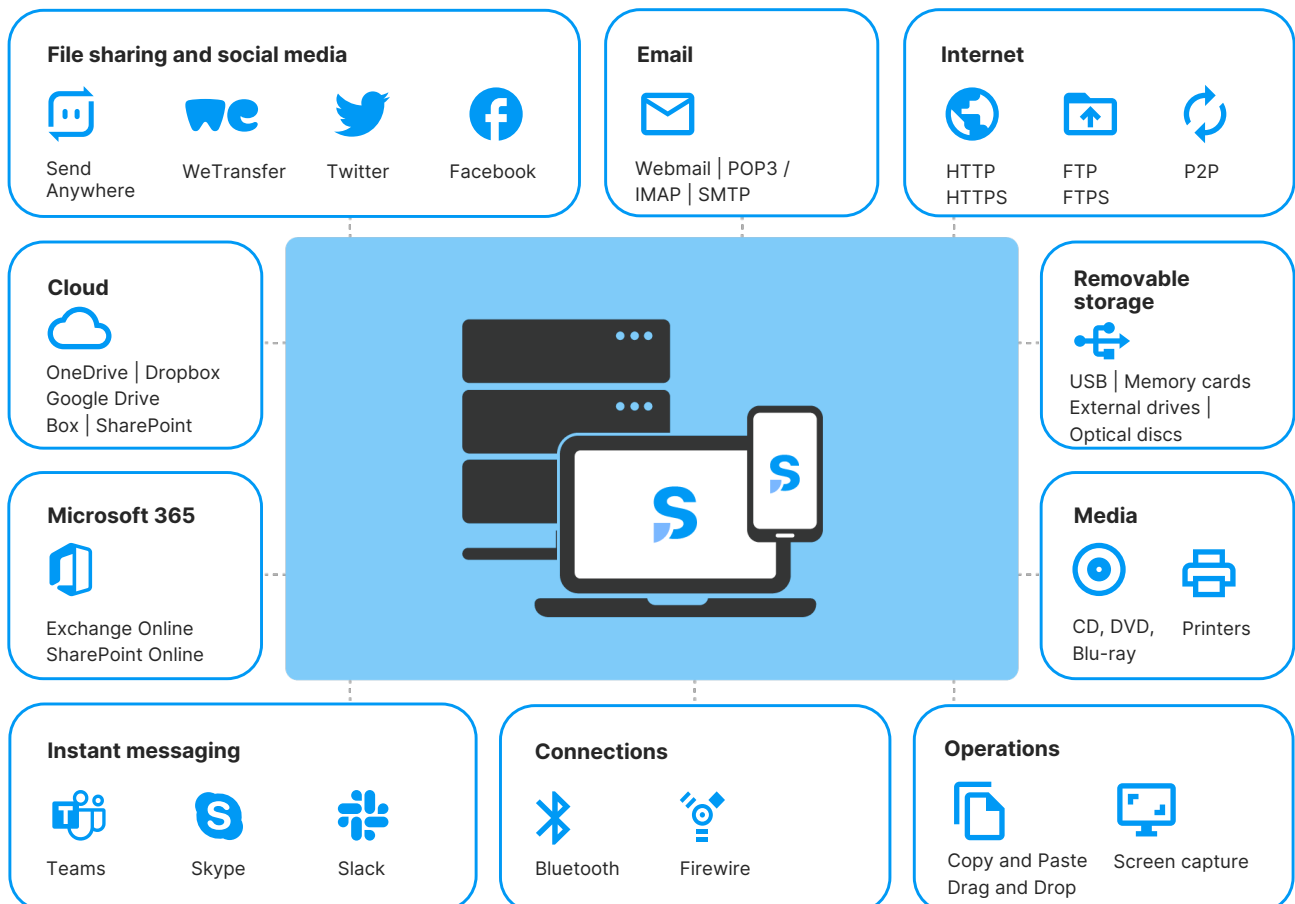 File sharing and social media
Send
Anywhere
WeTransfer
Twitter
Facebook
Email
Webmail | POP3 /
IMAP | SMTP
Internet
HTTP
HTTPS
FTP
FTPS
P2P
Cloud
OneDrive | Dropbox
Google Drive
Box | SharePoint
Removable
storage
USB | Memory cards
External drives |
Optical discs
Microsoft 365
Exchange Online
SharePoint Online
Media
CD, DVD,
Blu-ray
Printers
Instant messaging
Teams
Skype
Slack
Connections
Bluetooth
Firewire
Operations
Copy and Paste
Drag and Drop
Screen capture